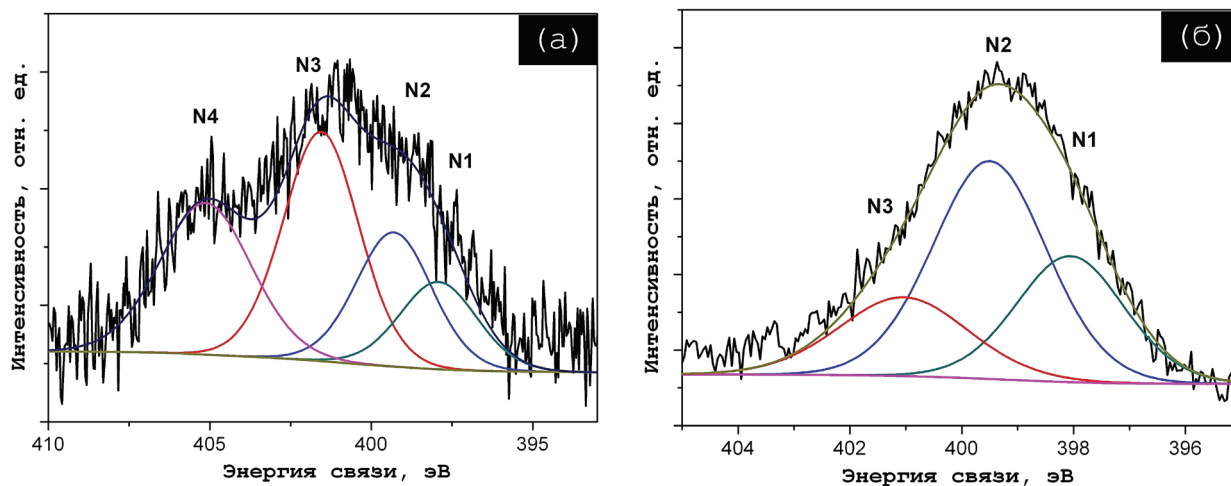 (а)
N3
N2
N4
N1
Интенсивность, отн. ед.
410
405
400
395
Энергия связи, эВ
(б)
N2
N1
N3
Интенсивность, отн. ед.
404
402
400
398
396
Энергия связи, эВ